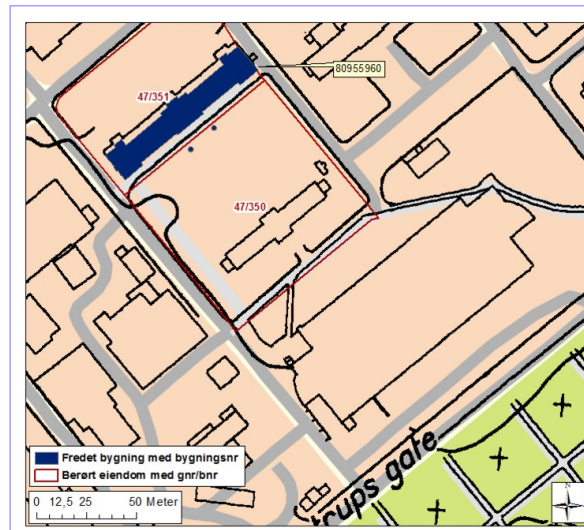 80955960
47/351
47/350
trups gate
Fredet bygning med bygningsnr
Berørt eiendom med gnr/bnr
0 12,5 25 50 Meter
N